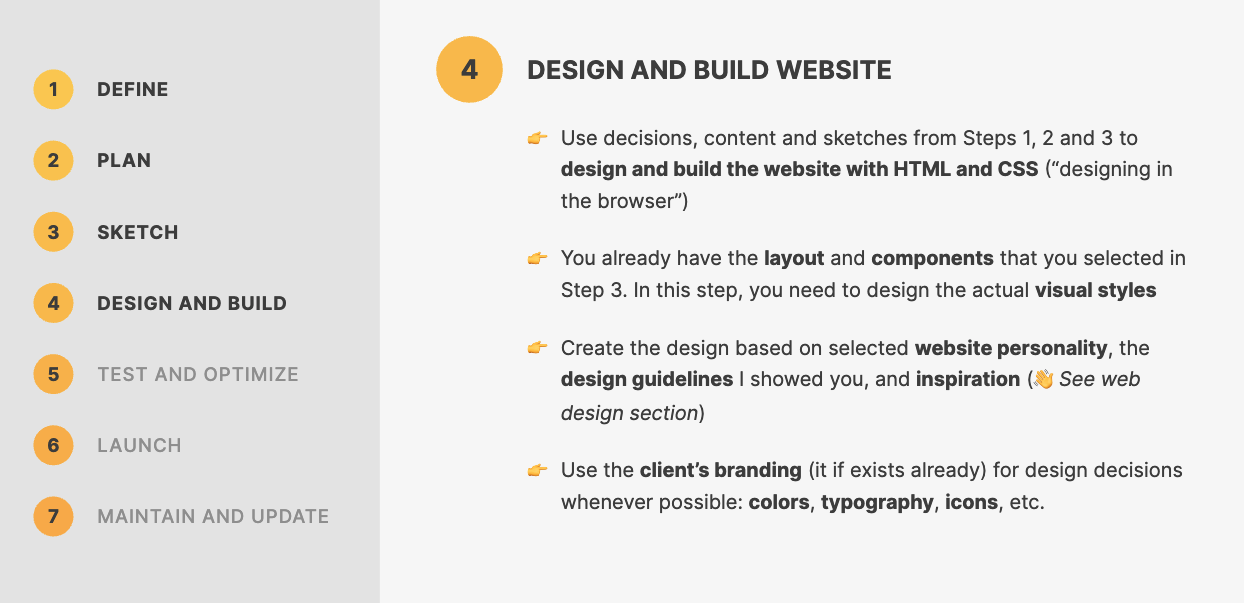 1 DEFINE
2 PLAN
3 SKETCH
4 DESIGN AND BUILD
5 TEST AND OPTIMIZE
6 LAUNCH
7 MAINTAIN AND UPDATE
4 DESIGN AND BUILD WEBSITE
👉 Use decisions, content and sketches from Steps 1, 2 and 3 to
design and build the website with HTML and CSS (“designing in
the browser”)
👉 You already have the layout and components that you selected in
Step 3. In this step, you need to design the actual visual styles
👉 Create the design based on selected website personality, the
design guidelines I showed you, and inspiration (👋 See web
design section)
👉 Use the client’s branding (it if exists already) for design decisions
whenever possible: colors, typography, icons, etc.